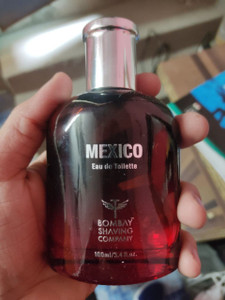 MEXICO
Eau de Toilette
BOMBAY
SHAVING
COMPANY
100ml/3.4 fl.oz.